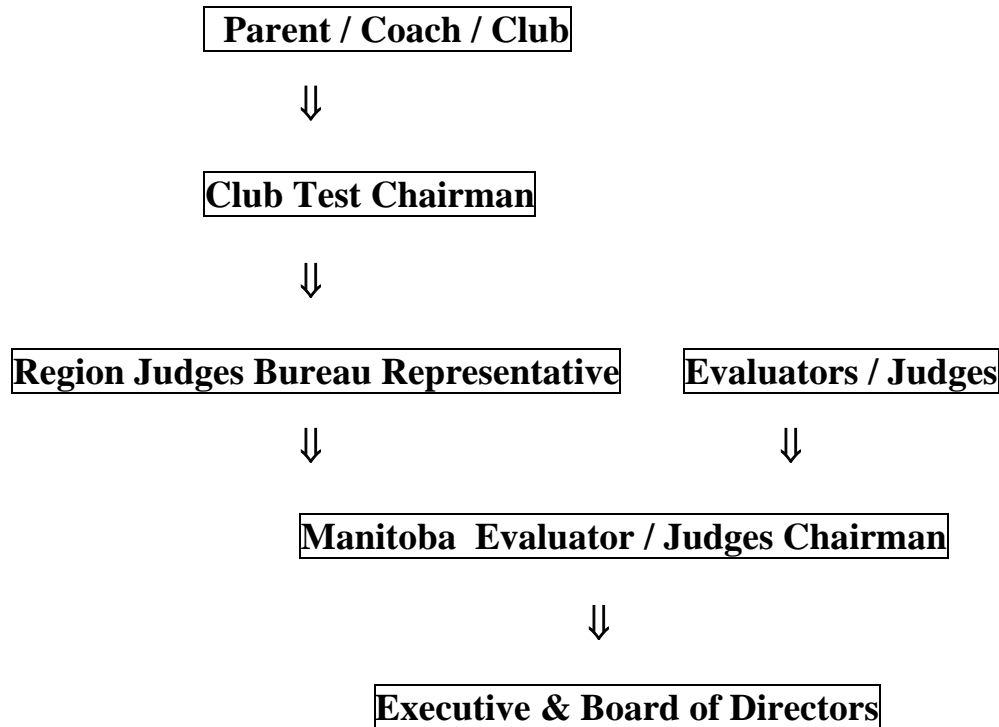 Parent / Coach / Club
⇓
Club Test Chairman
⇓
Region Judges Bureau Representative Evaluators / Judges
⇓ ⇓
Manitoba Evaluator / Judges Chairman
⇓
Executive & Board of Directors